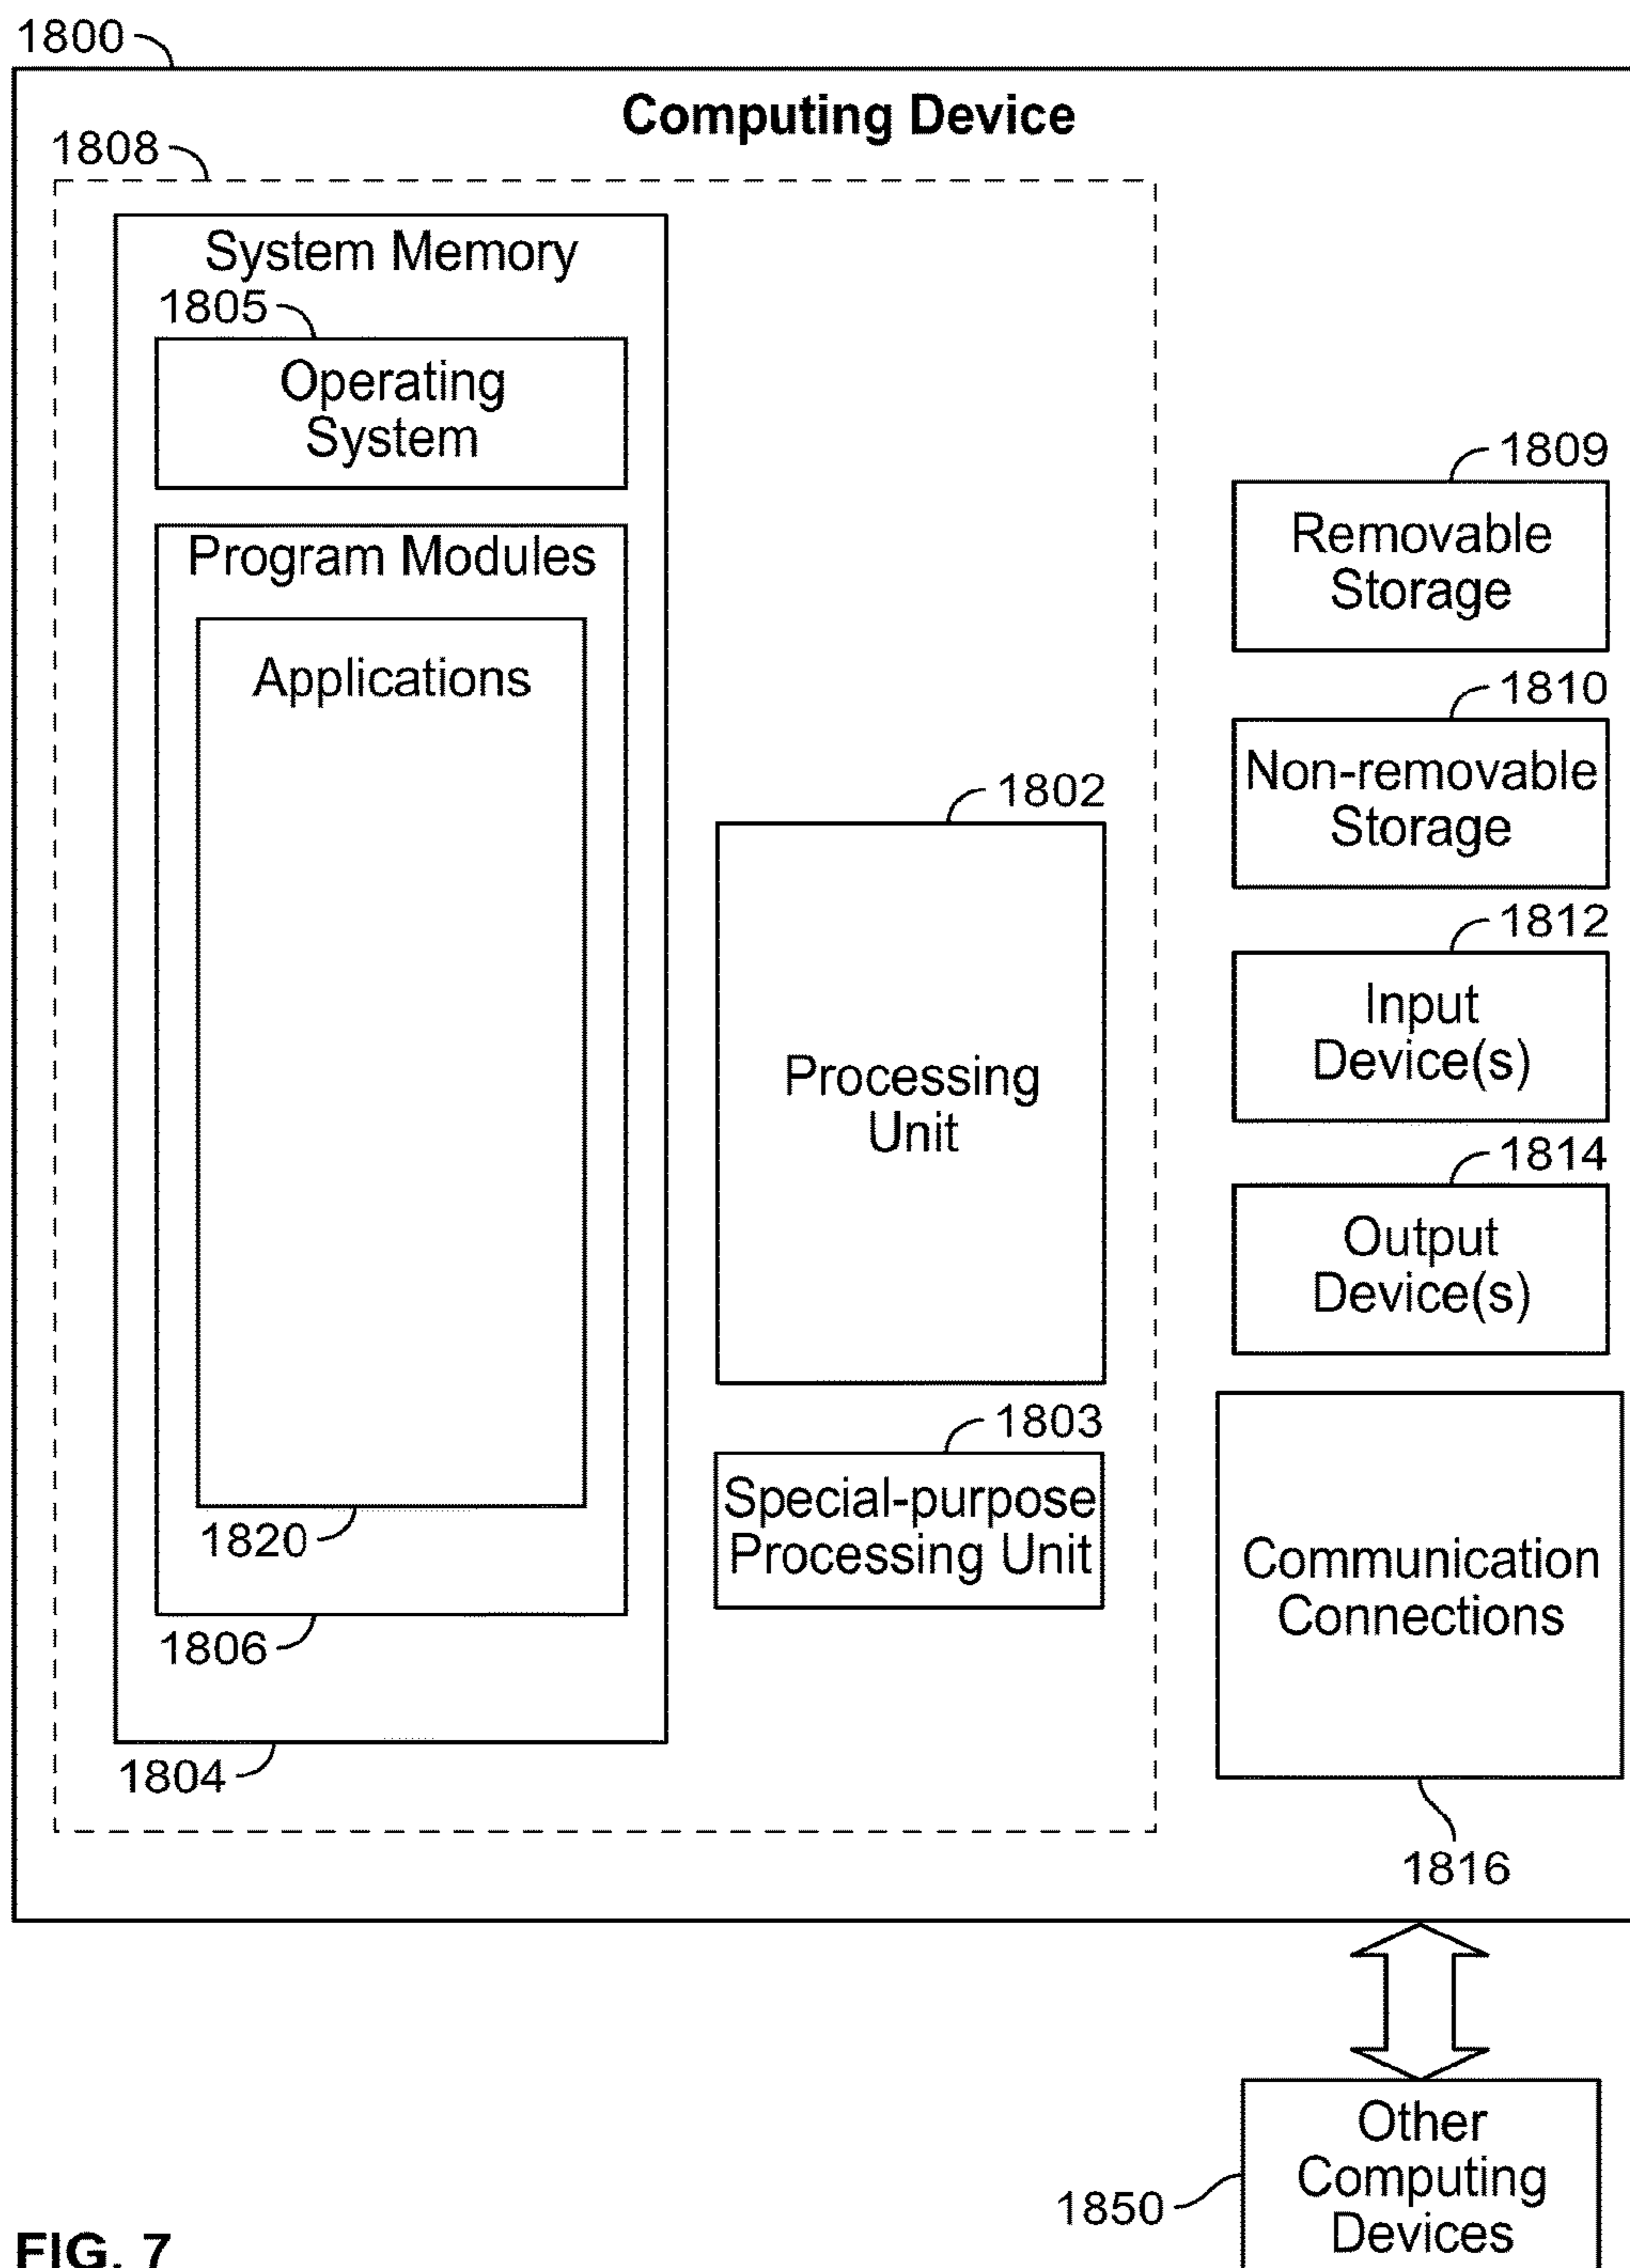 1800
Computing Device
1808
System Memory
1805
Operating
System
Program Modules
Applications
1820
1806
1804
1802
Processing
Unit
1803
Special-purpose
Processing Unit
1809
Removable
Storage
1810
Non-removable
Storage
1812
Input
Device(s)
1814
Output
Device(s)
Communication
Connections
1816
Other
Computing
Devices
1850
FIG. 7